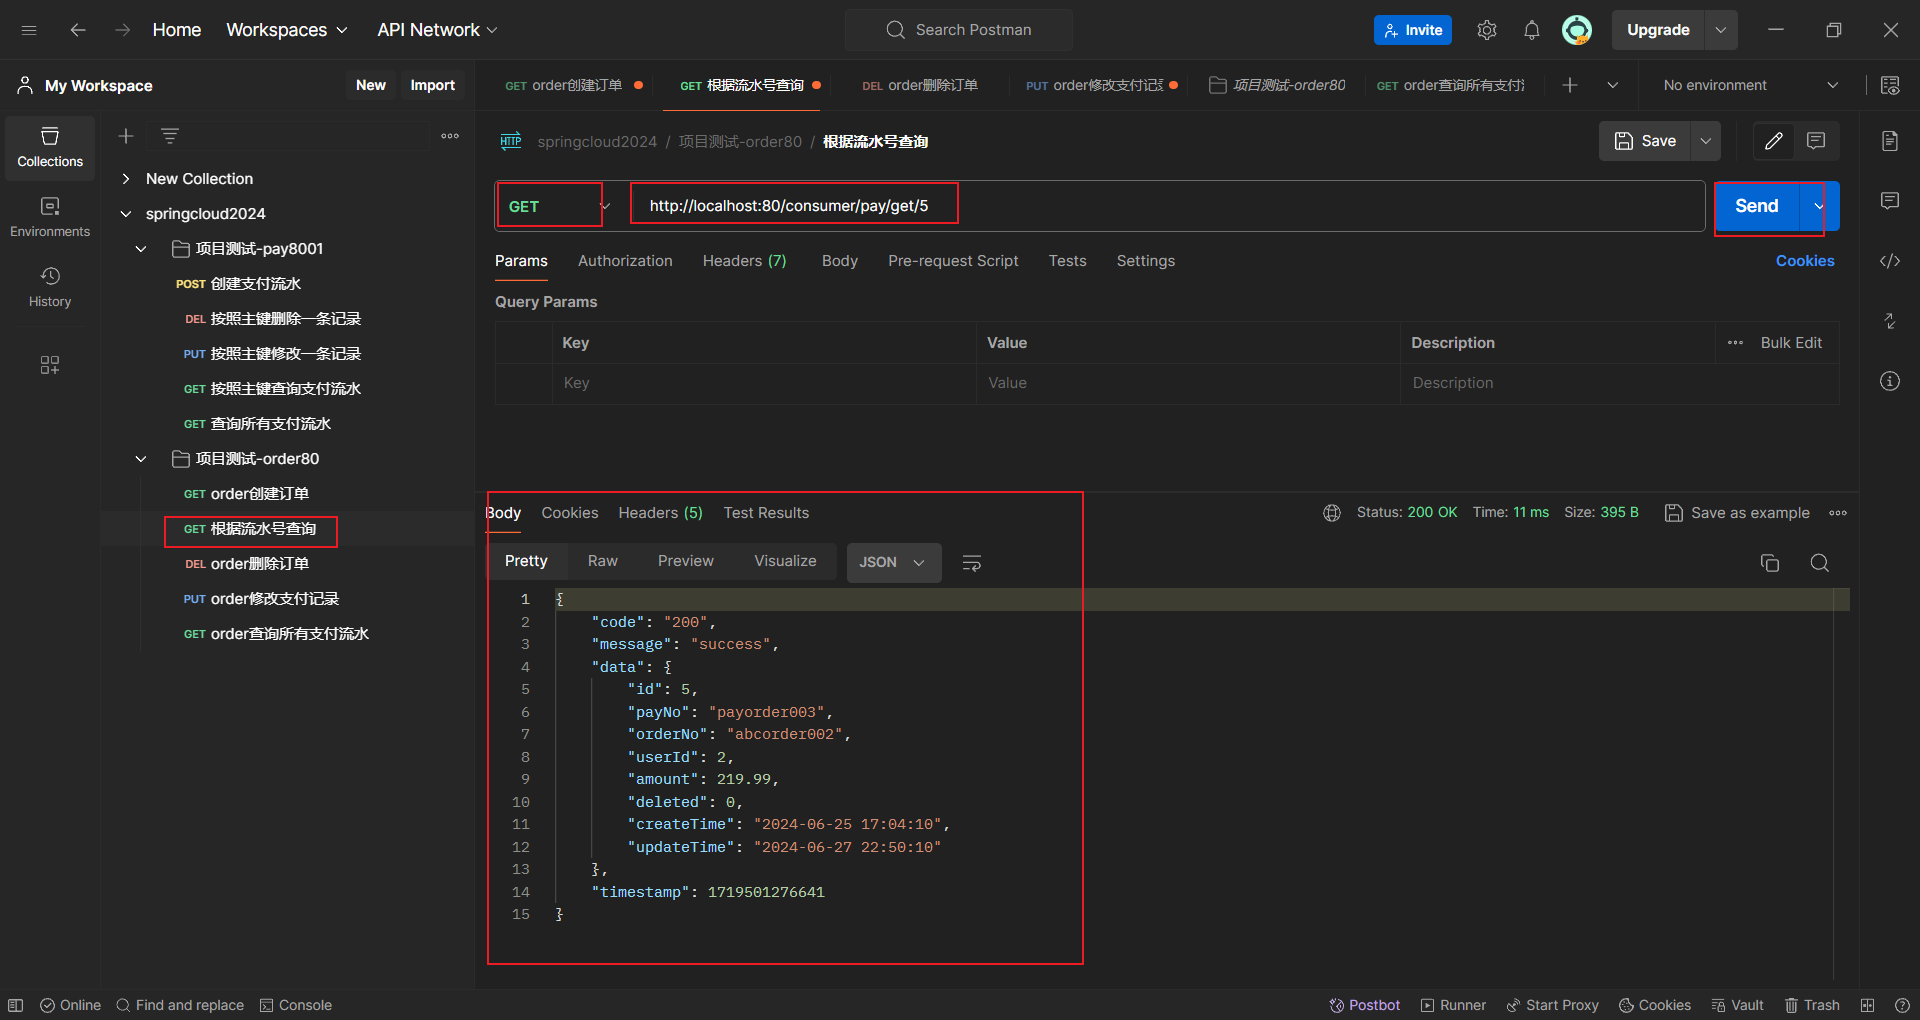 Home Workspaces API Network Search Postman Invite Upgrade
My Workspace New Import
GET order创建订单 GET 根据流水号查询 DEL order删除订单 PUT order修改支付记录 项目测试-order80 GET order查询所有支付流 No environment
Collections
Environments
History
New Collection
springcloud2024
项目测试-pay8001
POST 创建支付流水
DEL 按照主键删除一条记录
PUT 按照主键修改一条记录
GET 按照主键查询支付流水
GET 查询所有支付流水
项目测试-order80
GET order创建订单
GET 根据流水号查询
DEL order删除订单
PUT order修改支付记录
GET order查询所有支付流水
HTTP springcloud2024 / 项目测试-order80 / 根据流水号查询 Save
GET http://localhost:80/consumer/pay/get/5 Send
Params Authorization Headers (7) Body Pre-request Script Tests Settings Cookies
Query Params
Key Value Description Bulk Edit
Key Value Description
Body Cookies Headers (5) Test Results Status: 200 OK Time: 11 ms Size: 395 B Save as example
Pretty Raw Preview Visualize JSON
1 {
2 "code": "200",
3 "message": "success",
4 "data": {
5 "id": 5,
6 "payNo": "payorder003",
7 "orderNo": "abcorder002",
8 "userId": 2,
9 "amount": 219.99,
10 "deleted": 0,
11 "createTime": "2024-06-25 17:04:10",
12 "updateTime": "2024-06-27 22:50:10"
13 },
14 "timestamp": 1719501276641
15 }
Online Find and replace Console Postbot Runner Start Proxy Cookies Vault Trash